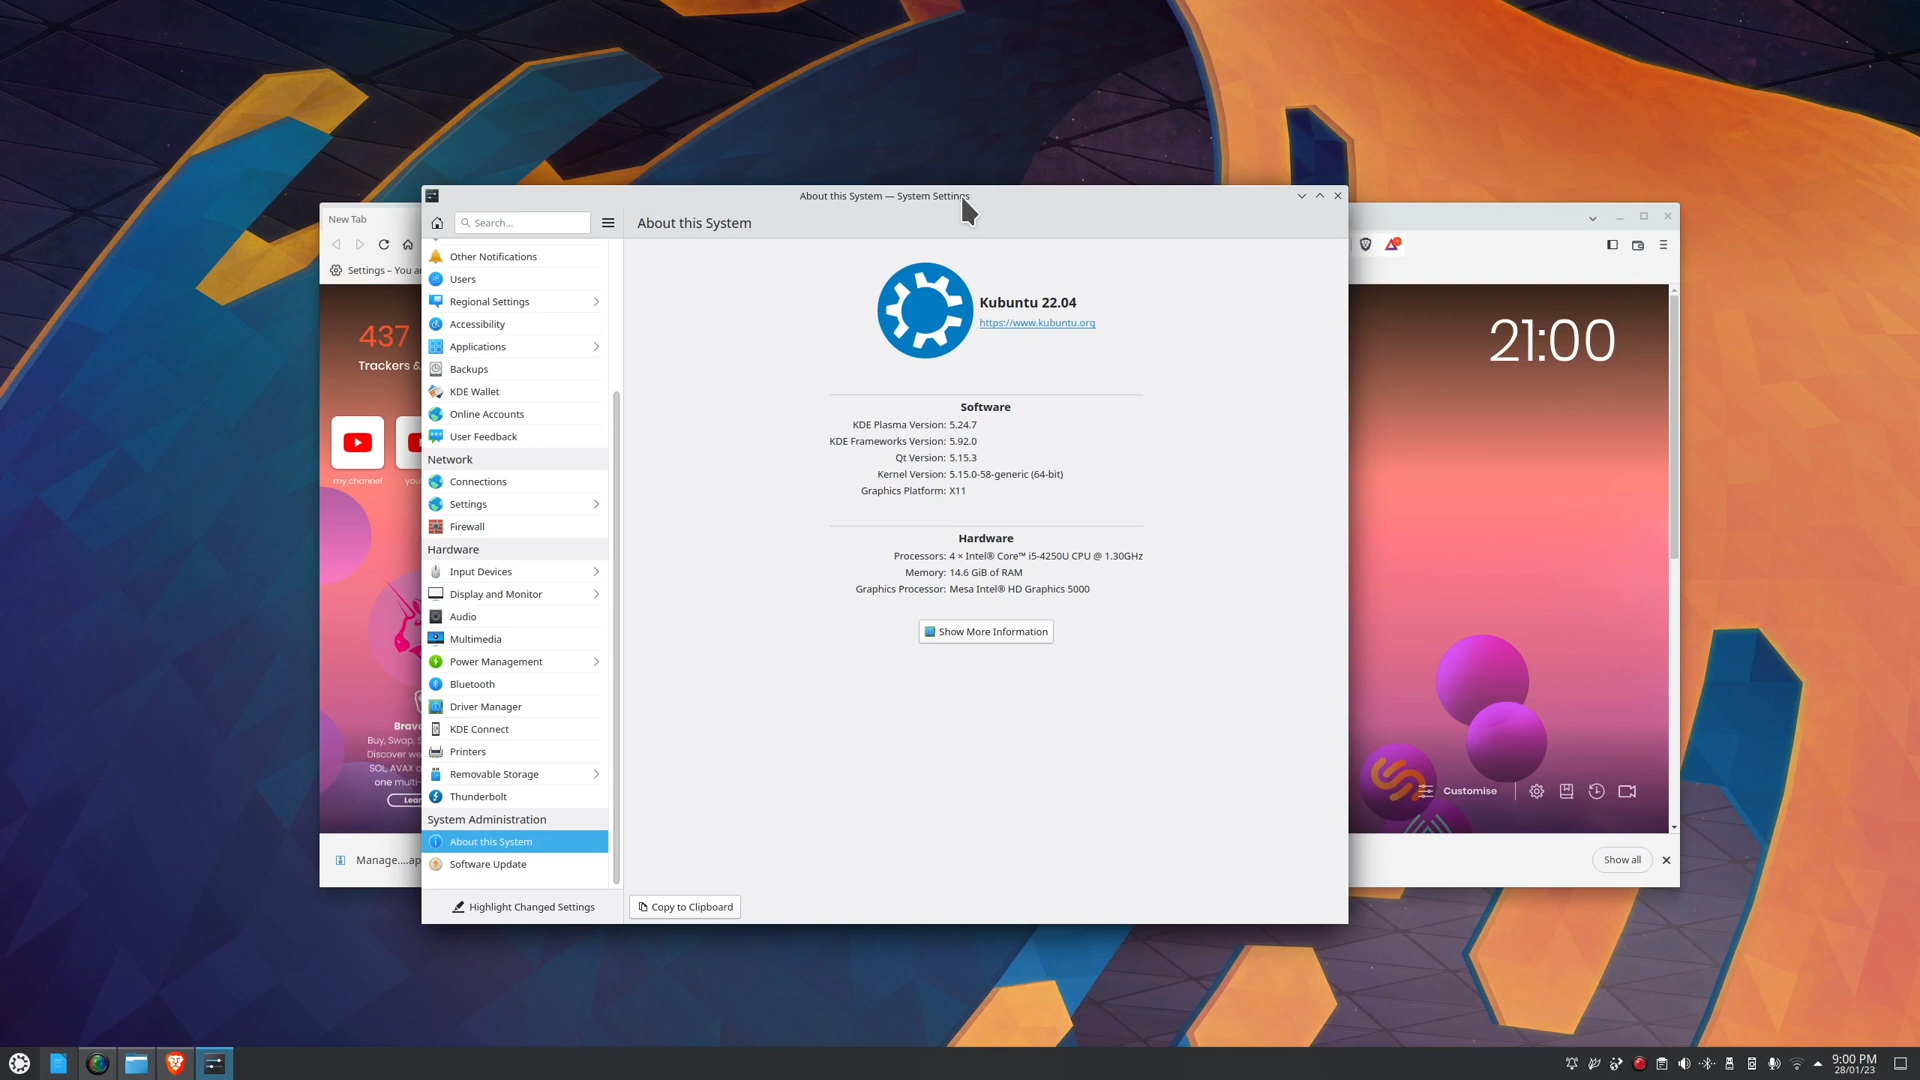 About this System — System Settings
Search...
About this System
Other Notifications
Users
Regional Settings
Accessibility
Applications
Backups
KDE Wallet
Online Accounts
User Feedback
Network
Connections
Settings
Firewall
Hardware
Input Devices
Display and Monitor
Audio
Multimedia
Power Management
Bluetooth
Driver Manager
KDE Connect
Printers
Removable Storage
Thunderbolt
System Administration
About this System
Software Update
Highlight Changed Settings
Kubuntu 22.04
https://www.kubuntu.org
Software
KDE Plasma Version: 5.24.7
KDE Frameworks Version: 5.92.0
Qt Version: 5.15.3
Kernel Version: 5.15.0-58-generic (64-bit)
Graphics Platform: X11
Hardware
Processors: 4 × Intel® Core™ i5-4250U CPU @ 1.30GHz
Memory: 14.6 GiB of RAM
Graphics Processor: Mesa Intel® HD Graphics 5000
Show More Information
Copy to Clipboard
New Tab
Settings – You a
437
Trackers &
my channel
you
Brave
Buy, Swap, S
Discover we
SOL, AVAX
one multi-
Lear
Manage....ap
21:00
Customise
Show all
9:00 PM
28/01/23